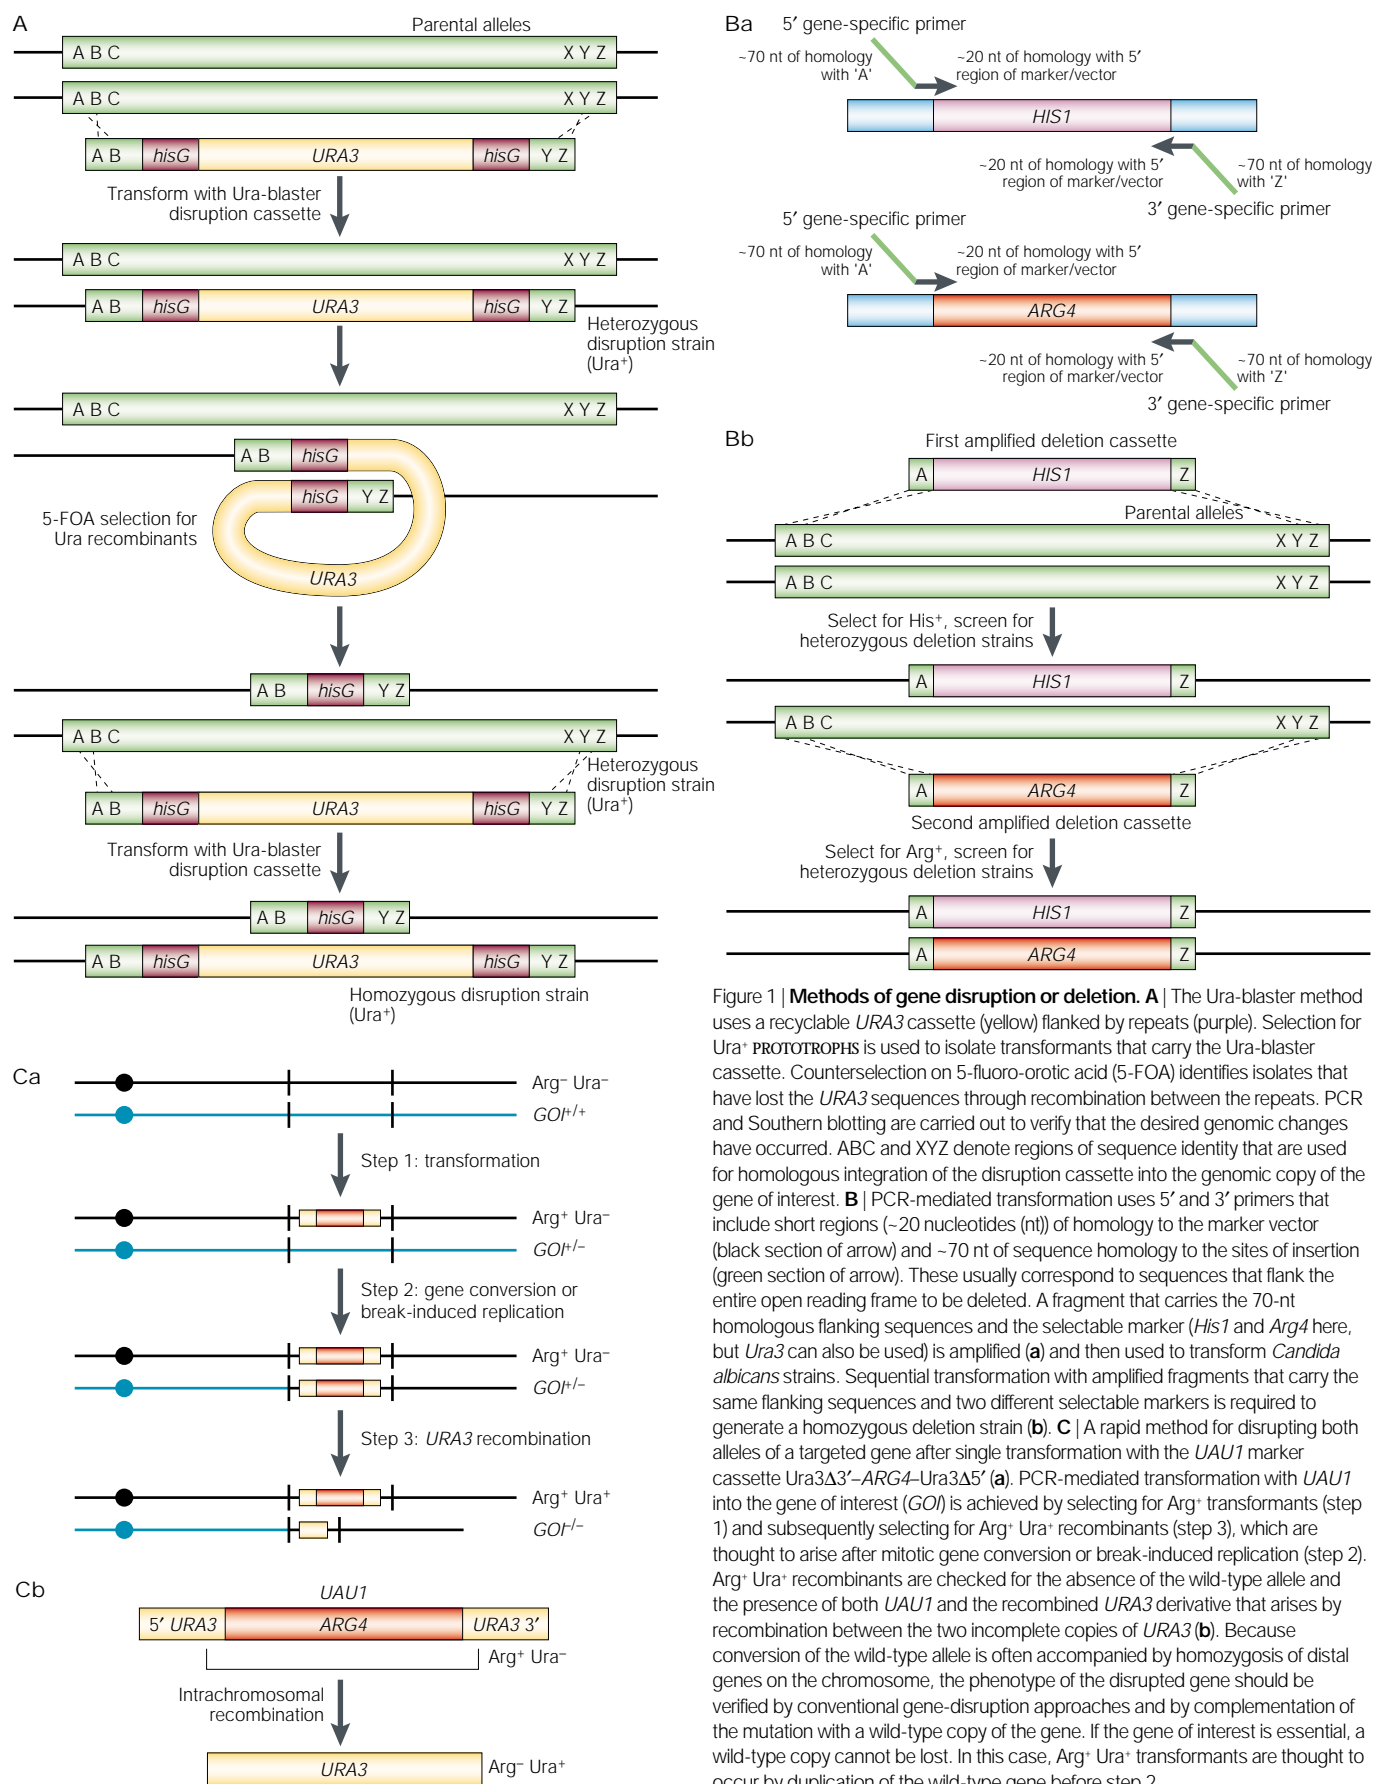 A
Parental alleles
A B C X Y Z
A B C X Y Z
A B hisG URA3 hisG Y Z
Transform with Ura-blaster
disruption cassette
A B C X Y Z
A B hisG URA3 hisG Y Z
Heterozygous
disruption strain
(Ura+)
A B C X Y Z
A B hisG
hisG Y Z
5-FOA selection for
Ura recombinants
URA3
A B hisG Y Z
A B C X Y Z
Heterozygous
disruption strain
(Ura+)
A B hisG URA3 hisG Y Z
Transform with Ura-blaster
disruption cassette
A B hisG Y Z
A B hisG URA3 hisG Y Z
Homozygous disruption strain
(Ura+)
Ba
5′ gene-specific primer
~70 nt of homology
with 'A'
~20 nt of homology with 5′
region of marker/vector
HIS1
~20 nt of homology with 5′
region of marker/vector
~70 nt of homology
with 'Z'
3′ gene-specific primer
5′ gene-specific primer
~70 nt of homology
with 'A'
~20 nt of homology with 5′
region of marker/vector
ARG4
~20 nt of homology with 5′
region of marker/vector
~70 nt of homology
with 'Z'
3′ gene-specific primer
Bb
First amplified deletion cassette
A HIS1 Z
Parental alleles
A B C X Y Z
A B C X Y Z
Select for His+, screen for
heterozygous deletion strains
A HIS1 Z
A B C X Y Z
A ARG4 Z
Second amplified deletion cassette
Select for Arg+, screen for
heterozygous deletion strains
A HIS1 Z
A ARG4 Z
Ca
Arg– Ura–
GOI+/+
Step 1: transformation
Arg+ Ura–
GOI+/–
Step 2: gene conversion or
break-induced replication
Arg+ Ura–
GOI+/–
Step 3: URA3 recombination
Arg+ Ura+
GOI–/–
Cb
UAU1
5′ URA3 ARG4 URA3 3′
Arg+ Ura–
Intrachromosomal
recombination
URA3 Arg– Ura+
Figure 1 | Methods of gene disruption or deletion. A | The Ura-blaster method
uses a recyclable URA3 cassette (yellow) flanked by repeats (purple). Selection for
Ura+ PROTOTROPHS is used to isolate transformants that carry the Ura-blaster
cassette. Counterselection on 5-fluoro-orotic acid (5-FOA) identifies isolates that
have lost the URA3 sequences through recombination between the repeats. PCR
and Southern blotting are carried out to verify that the desired genomic changes
have occurred. ABC and XYZ denote regions of sequence identity that are used
for homologous integration of the disruption cassette into the genomic copy of the
gene of interest. B | PCR-mediated transformation uses 5′ and 3′ primers that
include short regions (~20 nucleotides (nt)) of homology to the marker vector
(black section of arrow) and ~70 nt of sequence homology to the sites of insertion
(green section of arrow). These usually correspond to sequences that flank the
entire open reading frame to be deleted. A fragment that carries the 70-nt
homologous flanking sequences and the selectable marker (His1 and Arg4 here,
but Ura3 can also be used) is amplified (a) and then used to transform Candida
albicans strains. Sequential transformation with amplified fragments that carry the
same flanking sequences and two different selectable markers is required to
generate a homozygous deletion strain (b). C | A rapid method for disrupting both
alleles of a targeted gene after single transformation with the UAU1 marker
cassette Ura3Δ3′–ARG4–Ura3Δ5′ (a). PCR-mediated transformation with UAU1
into the gene of interest (GOI) is achieved by selecting for Arg+ transformants (step
1) and subsequently selecting for Arg+ Ura+ recombinants (step 3), which are
thought to arise after mitotic gene conversion or break-induced replication (step 2).
Arg+ Ura+ recombinants are checked for the absence of the wild-type allele and
the presence of both UAU1 and the recombined URA3 derivative that arises by
recombination between the two incomplete copies of URA3 (b). Because
conversion of the wild-type allele is often accompanied by homozygosis of distal
genes on the chromosome, the phenotype of the disrupted gene should be
verified by conventional gene-disruption approaches and by complementation of
the mutation with a wild-type copy of the gene. If the gene of interest is essential, a
wild-type copy cannot be lost. In this case, Arg+ Ura+ transformants are thought to
occur by duplication of the wild-type gene before step 2